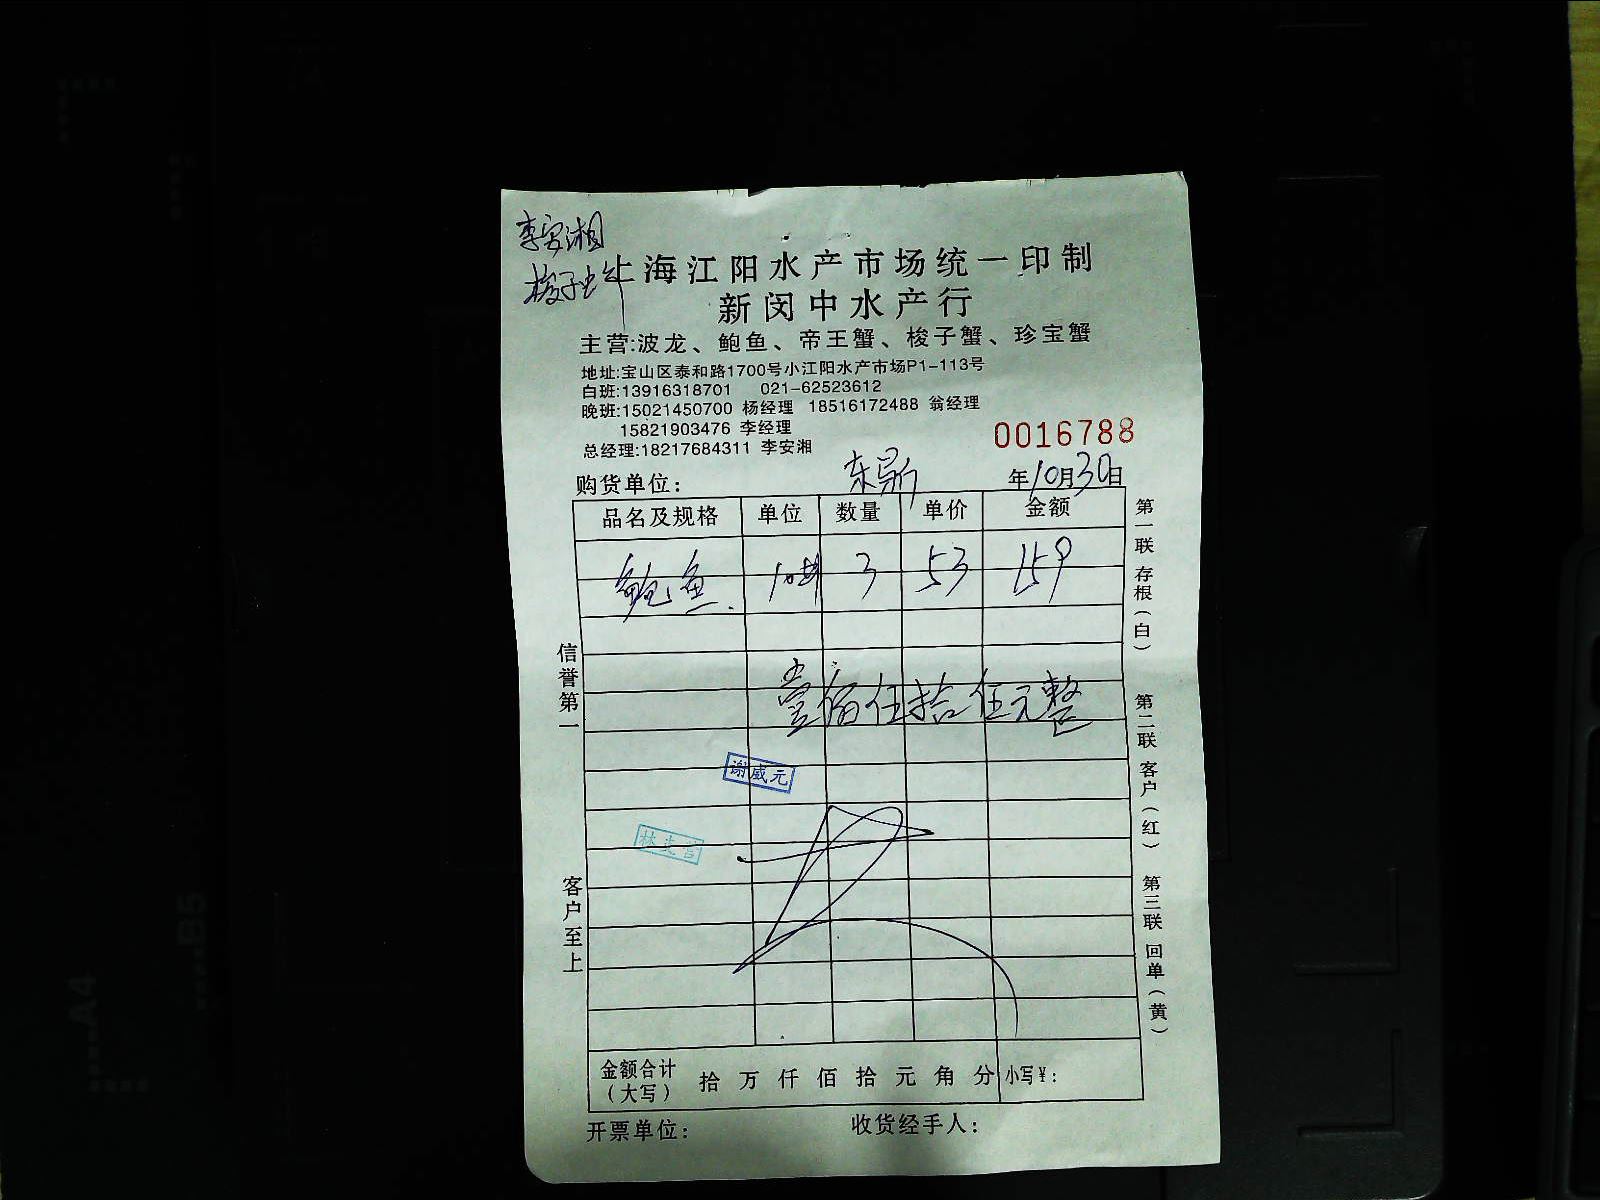 李安湘
梭子
上海江阳水产市场统一印制
新闵中水产行
主营:波龙、鲍鱼、帝王蟹、梭子蟹、珍宝蟹
地址:宝山区泰和路1700号小江阳水产市场P1-113号
白班:13916318701 021-62523612
晚班:15021450700 杨经理 18516172488 翁经理
15821903476 李经理
总经理:18217684311 李安湘
0016788
购货单位: 年10月30日
品名及规格 单位 数量 单价 金额
鲍鱼 10头 3 53 159
壹佰伍拾伍元整
谢威元
金额合计
(大写)
拾 万 仟 佰 拾 元 角 分 小写¥:
开票单位: 收货经手人:
信誉第一
客户至上
第一联 存根(白)
第二联 客户(红)
第三联 回单(黄)
A4
B5